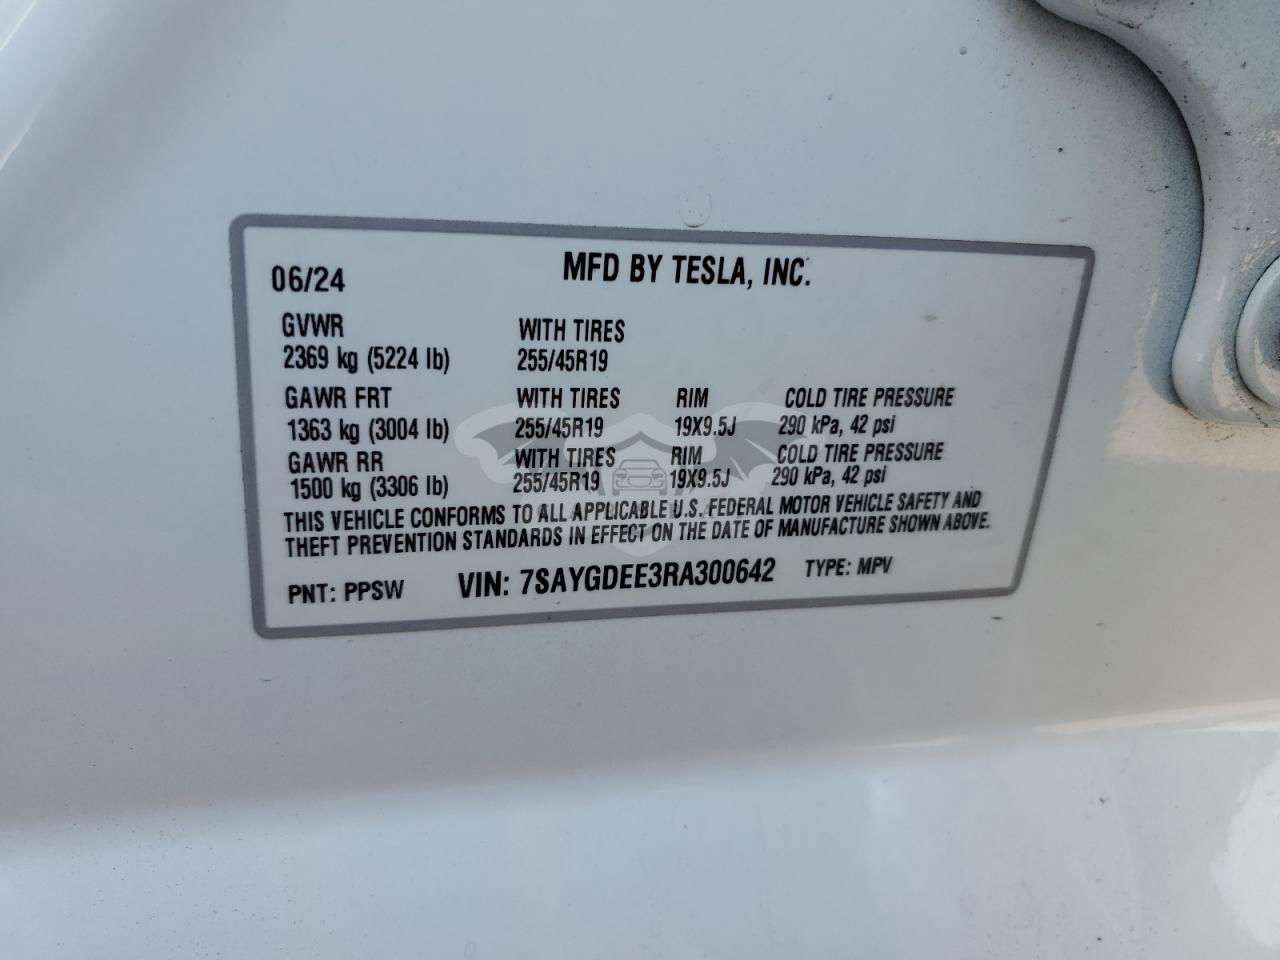 06/24 MFD BY TESLA, INC.
GVWR WITH TIRES
2369 kg (5224 lb) 255/45R19
GAWR FRT WITH TIRES RIM COLD TIRE PRESSURE
1363 kg (3004 lb) 255/45R19 19X9.5J 290 kPa, 42 psi
GAWR RR WITH TIRES RIM COLD TIRE PRESSURE
1500 kg (3306 lb) 255/45R19 19X9.5J 290 kPa, 42 psi
THIS VEHICLE CONFORMS TO ALL APPLICABLE U.S. FEDERAL MOTOR VEHICLE SAFETY AND
THEFT PREVENTION STANDARDS IN EFFECT ON THE DATE OF MANUFACTURE SHOWN ABOVE.
PNT: PPSW VIN: 7SAYGDEE3RA300642 TYPE: MPV